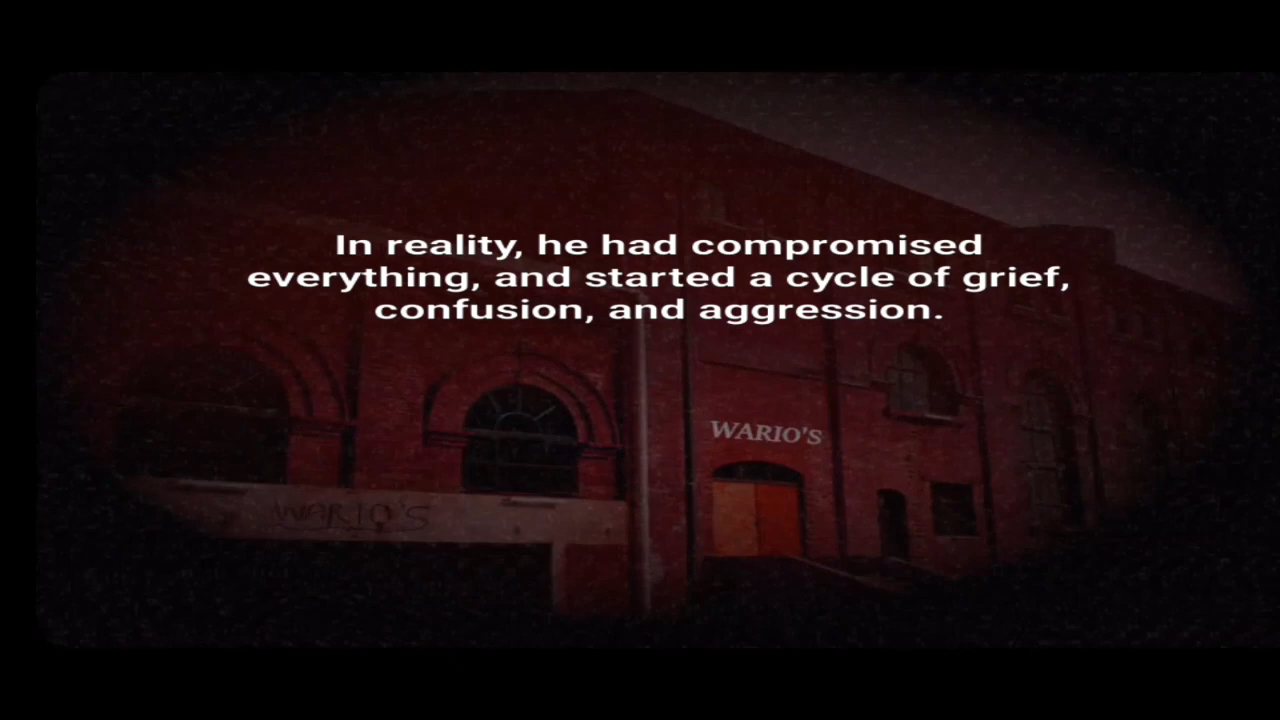 In reality, he had compromised
everything, and started a cycle of grief,
confusion, and aggression.
WARIO'S
WARIO'S